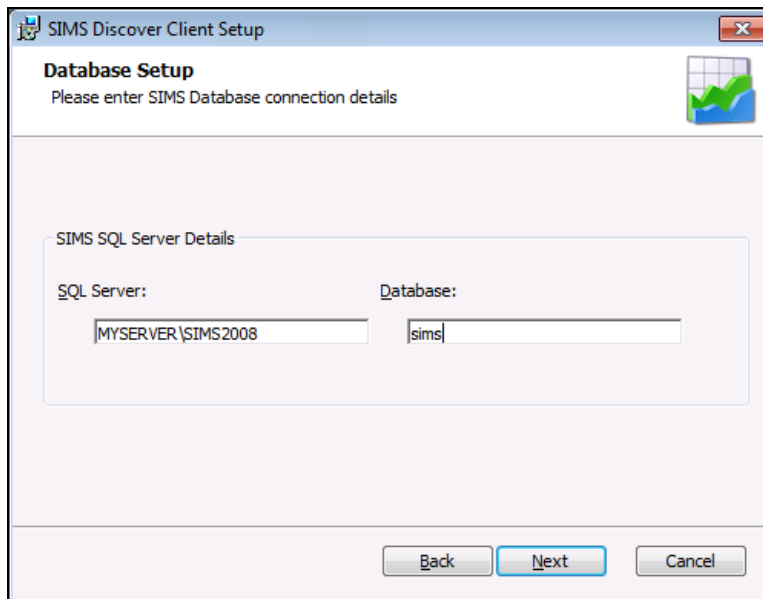 SIMS Discover Client Setup
Database Setup
Please enter SIMS Database connection details
SIMS SQL Server Details
SQL Server: Database:
MYSERVER\SIMS2008 sims
Back Next Cancel